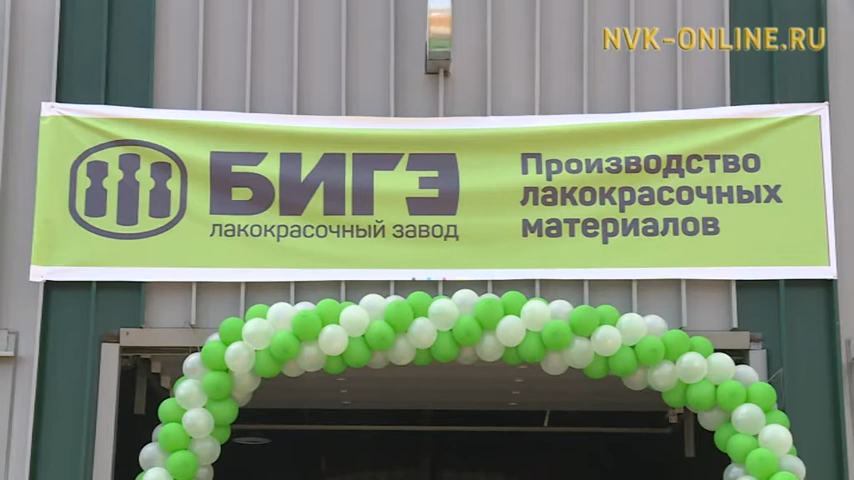 NVK-ONLINE.RU
БИГЭ
лакокрасочный завод
Производство
лакокрасочных
материалов